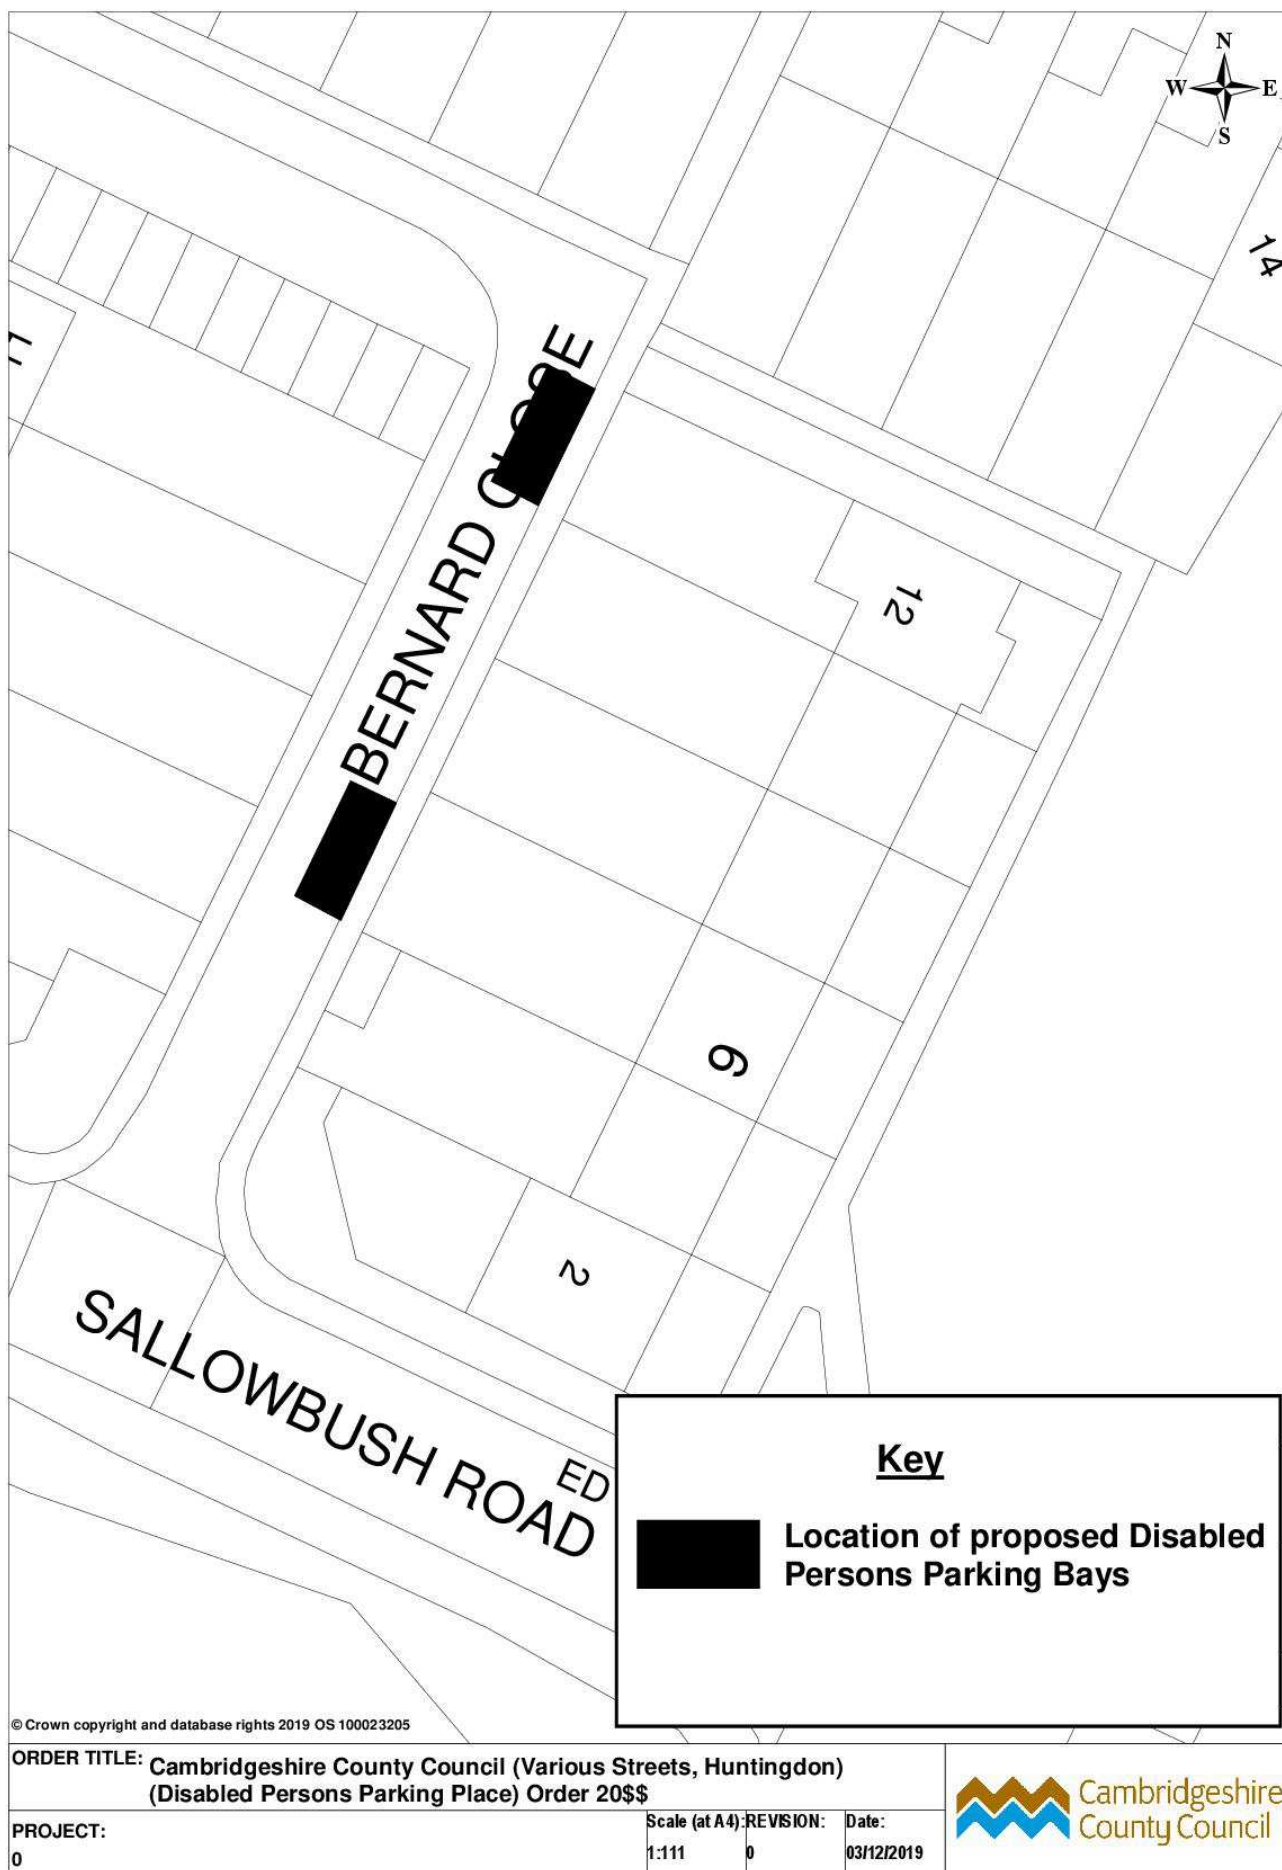 N
W E
S
14
11
BERNARD CLOSE
12
6
2
SALLOWBUSH ROAD
ED
Key
Location of proposed Disabled
Persons Parking Bays
© Crown copyright and database rights 2019 OS 100023205
ORDER TITLE: Cambridgeshire County Council (Various Streets, Huntingdon)
(Disabled Persons Parking Place) Order 20$$
PROJECT:
0
Scale (at A4):
1:111
REVISION:
0
Date:
03/12/2019
Cambridgeshire
County Council